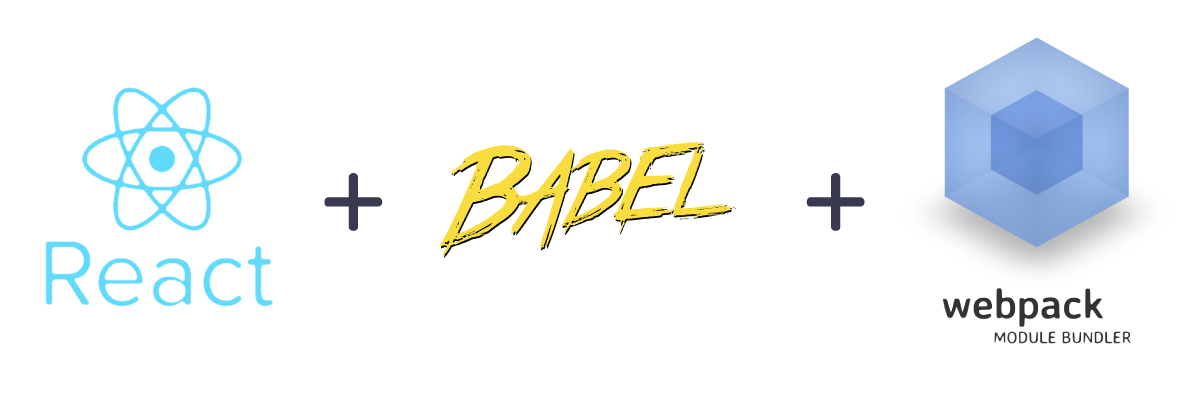 React
+
BABEL
+
webpack
MODULE BUNDLER